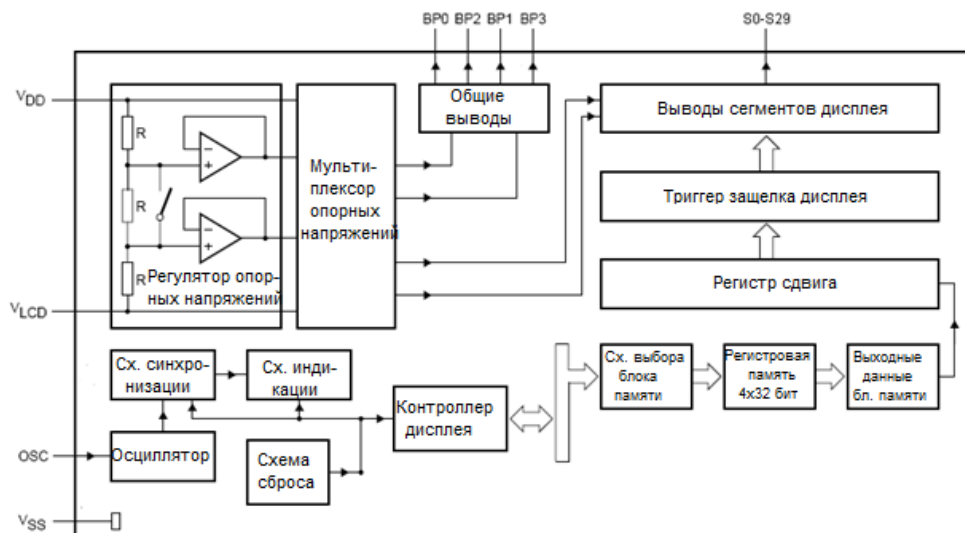 BP0 BP2 BP1 BP3
S0-S29
VDD
R
R
R
Регулятор опор-
ных напряжений
Мульти-
плексор
опорных
напряжений
Общие
выводы
Выводы сегментов дисплея
Триггер защелка дисплея
Регистр сдвига
VLCD
Сх. синхро-
низации
Сх. инди-
кации
Контроллер
дисплея
Сх. выбора
блока
памяти
Регистровая
память
4x32 бит
Выходные
данные
бл. памяти
OSC
Осциллятор
Схема
сброса
VSS